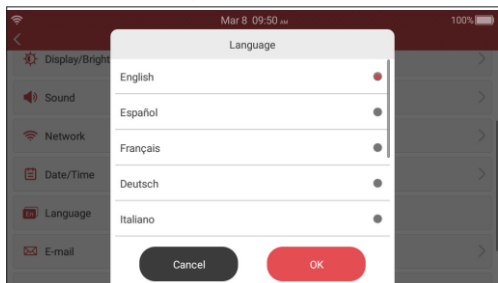 Mar 8 09:50 AM
100%
Language
Display/Bright
English
Sound
Español
Network
Français
Date/Time
Deutsch
EN Language
Italiano
E-mail
Cancel
OK